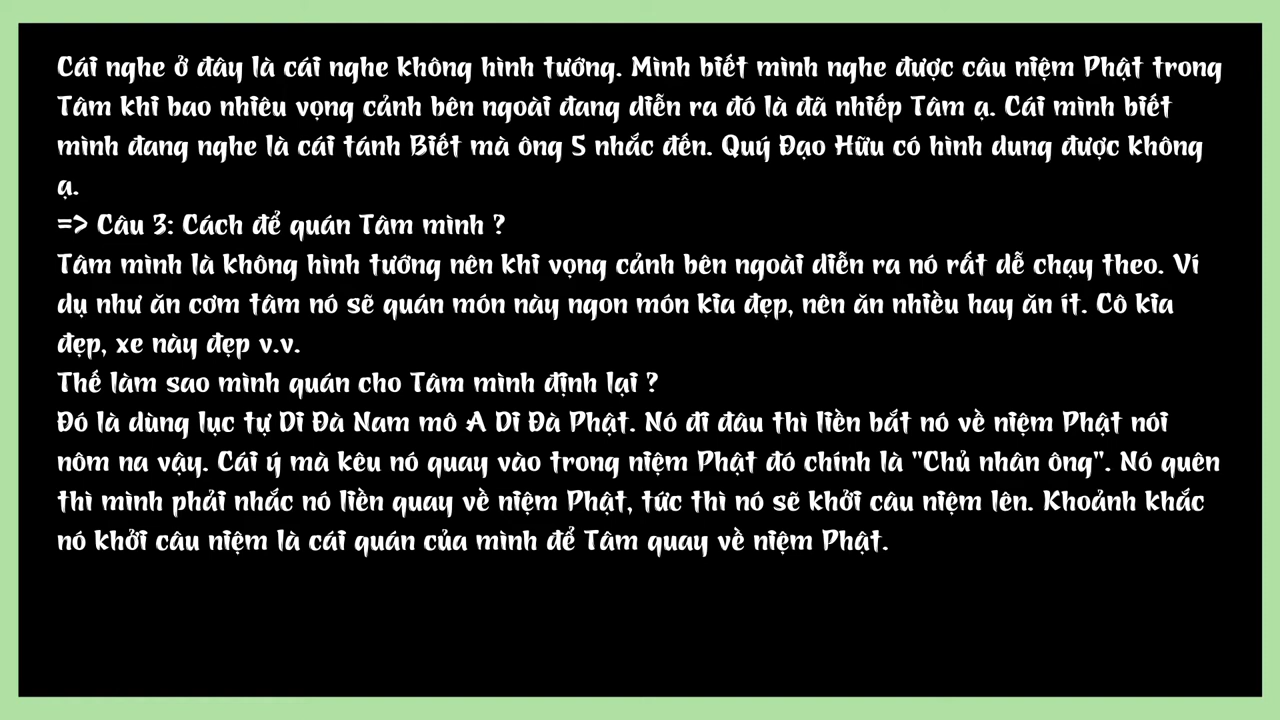 Cái nghe ở đây là cái nghe không hình tướng. Mình biết mình nghe được câu niệm Phật trong
Tâm khi bao nhiêu vọng cảnh bên ngoài đang diễn ra đó là đã nhiếp Tâm ạ. Cái mình biết
mình đang nghe là cái tánh Biết mà ông 5 nhắc đến. Quý Đạo Hữu có hình dung được không
ạ.
=> Câu 3: Cách để quán Tâm mình ?
Tâm mình là không hình tướng nên khi vọng cảnh bên ngoài diễn ra nó rất dễ chạy theo. Ví
dụ như ăn cơm tâm nó sẽ quán món này ngon món kia đẹp, nên ăn nhiều hay ăn ít. Cô kia
đẹp, xe này đẹp v.v.
Thế làm sao mình quán cho Tâm mình định lại ?
Đó là dùng lục tự Di Đà Nam mô A Di Đà Phật. Nó đi đâu thì liền bắt nó về niệm Phật nói
nôm na vậy. Cái ý mà kêu nó quay vào trong niệm Phật đó chính là "Chủ nhân ông". Nó quên
thì mình phải nhắc nó liền quay về niệm Phật, tức thì nó sẽ khởi câu niệm lên. Khoảnh khắc
nó khởi câu niệm là cái quán của mình để Tâm quay về niệm Phật.